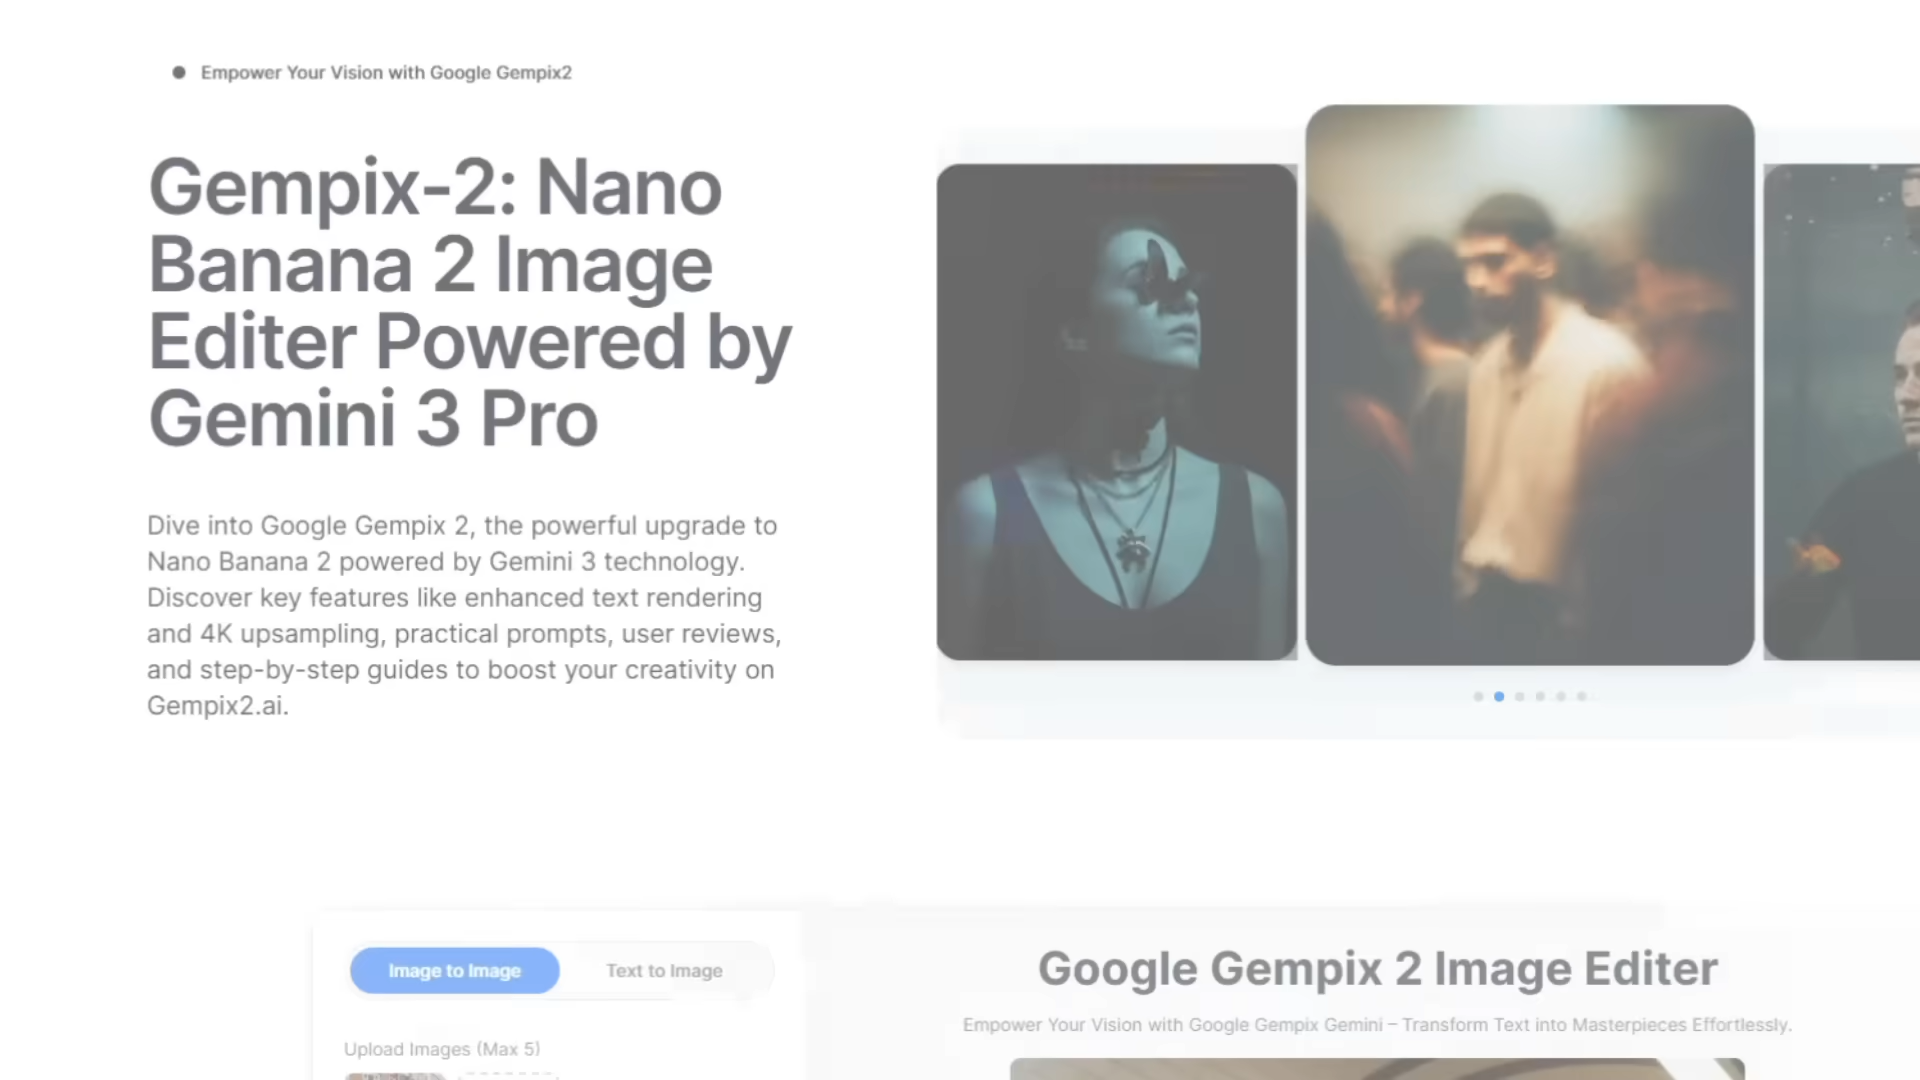 Empower Your Vision with Google Gempix2
Gempix-2: Nano
Banana 2 Image
Editer Powered by
Gemini 3 Pro
Dive into Google Gempix 2, the powerful upgrade to
Nano Banana 2 powered by Gemini 3 technology.
Discover key features like enhanced text rendering
and 4K upsampling, practical prompts, user reviews,
and step-by-step guides to boost your creativity on
Gempix2.ai.
Image to Image
Text to Image
Upload Images (Max 5)
Google Gempix 2 Image Editer
Empower Your Vision with Google Gempix Gemini – Transform Text into Masterpieces Effortlessly.